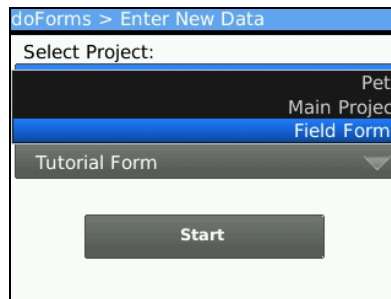 doForms > Enter New Data
Select Project:
Pet
Main Projec
Field Form
Tutorial Form
Start